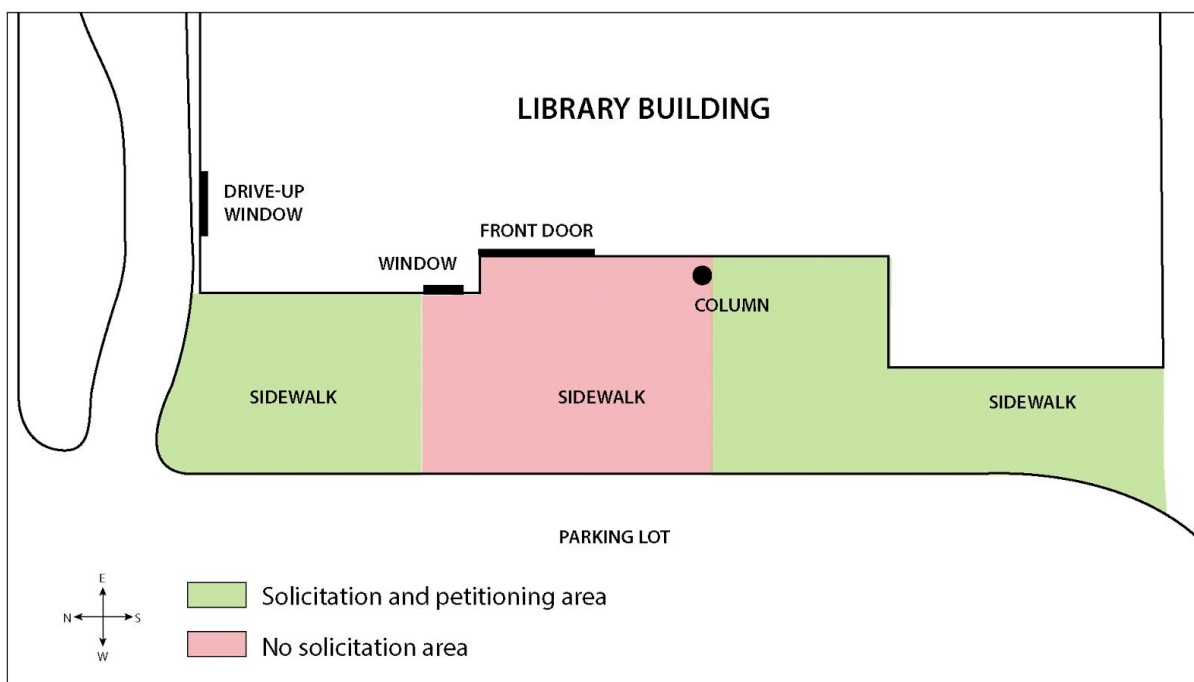 LIBRARY BUILDING
DRIVE-UP
WINDOW
FRONT DOOR
WINDOW
COLUMN
SIDEWALK
SIDEWALK
SIDEWALK
PARKING LOT
E
N
S
W
Solicitation and petitioning area
No solicitation area